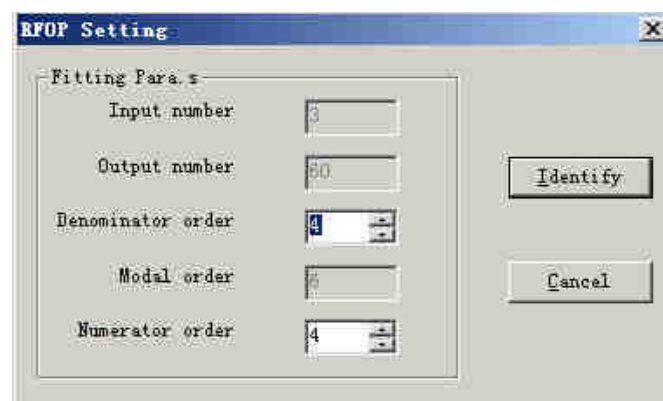 RFOP Setting
Fitting Para.s
Input number 3
Output number 60
Identify
Denominator order 4
Modal order 6
Cancel
Numerator order 4